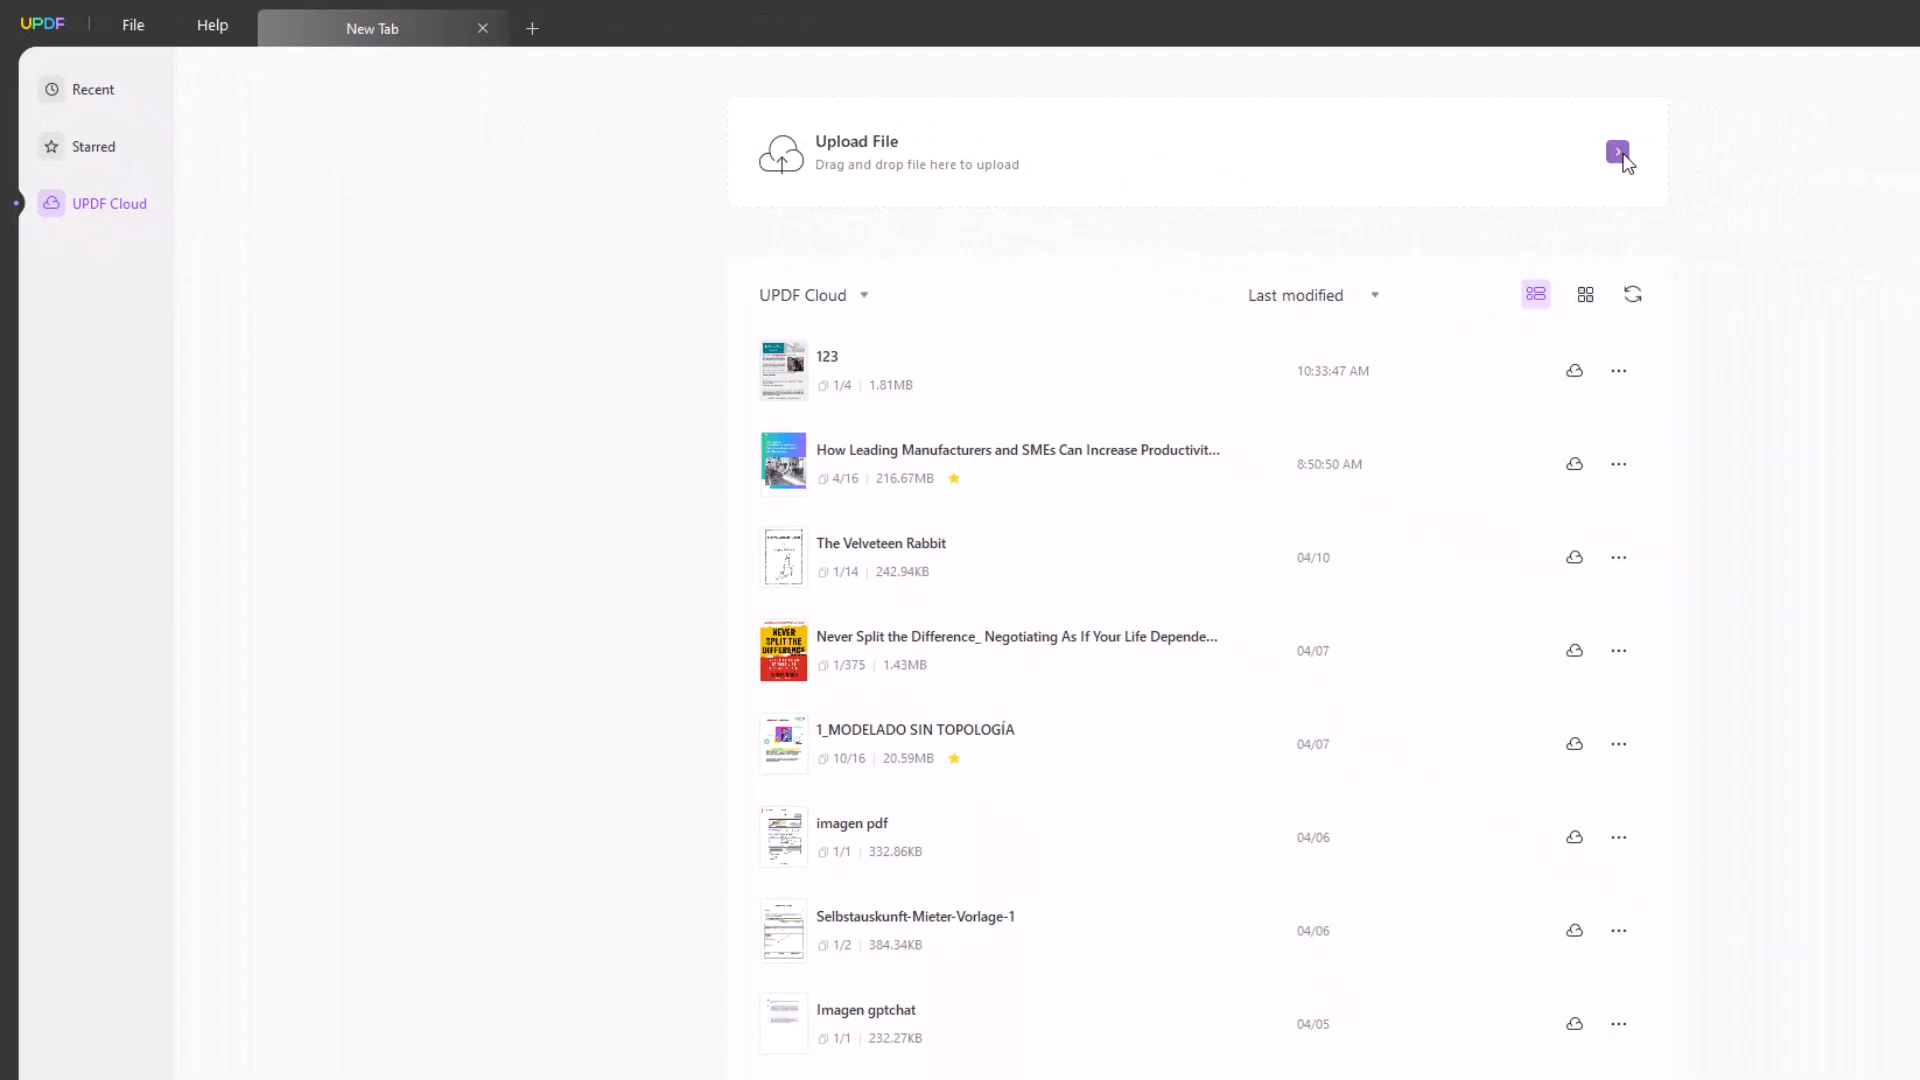 UPDF File Help New Tab
Recent
Starred
UPDF Cloud
Upload File
Drag and drop file here to upload
UPDF Cloud Last modified
123
1/4 | 1.81MB
10:33:47 AM
How Leading Manufacturers and SMEs Can Increase Productivit...
4/16 | 216.67MB
8:50:50 AM
The Velveteen Rabbit
1/14 | 242.94KB
04/10
NEVER
SPLIT THE
DIFFERENCE
Never Split the Difference_ Negotiating As If Your Life Depende...
1/375 | 1.43MB
04/07
1_MODELADO SIN TOPOLOGÍA
10/16 | 20.59MB
04/07
imagen pdf
1/1 | 332.86KB
04/06
Selbstauskunft-Mieter-Vorlage-1
1/2 | 384.34KB
04/06
Imagen gptchat
1/1 | 232.27KB
04/05